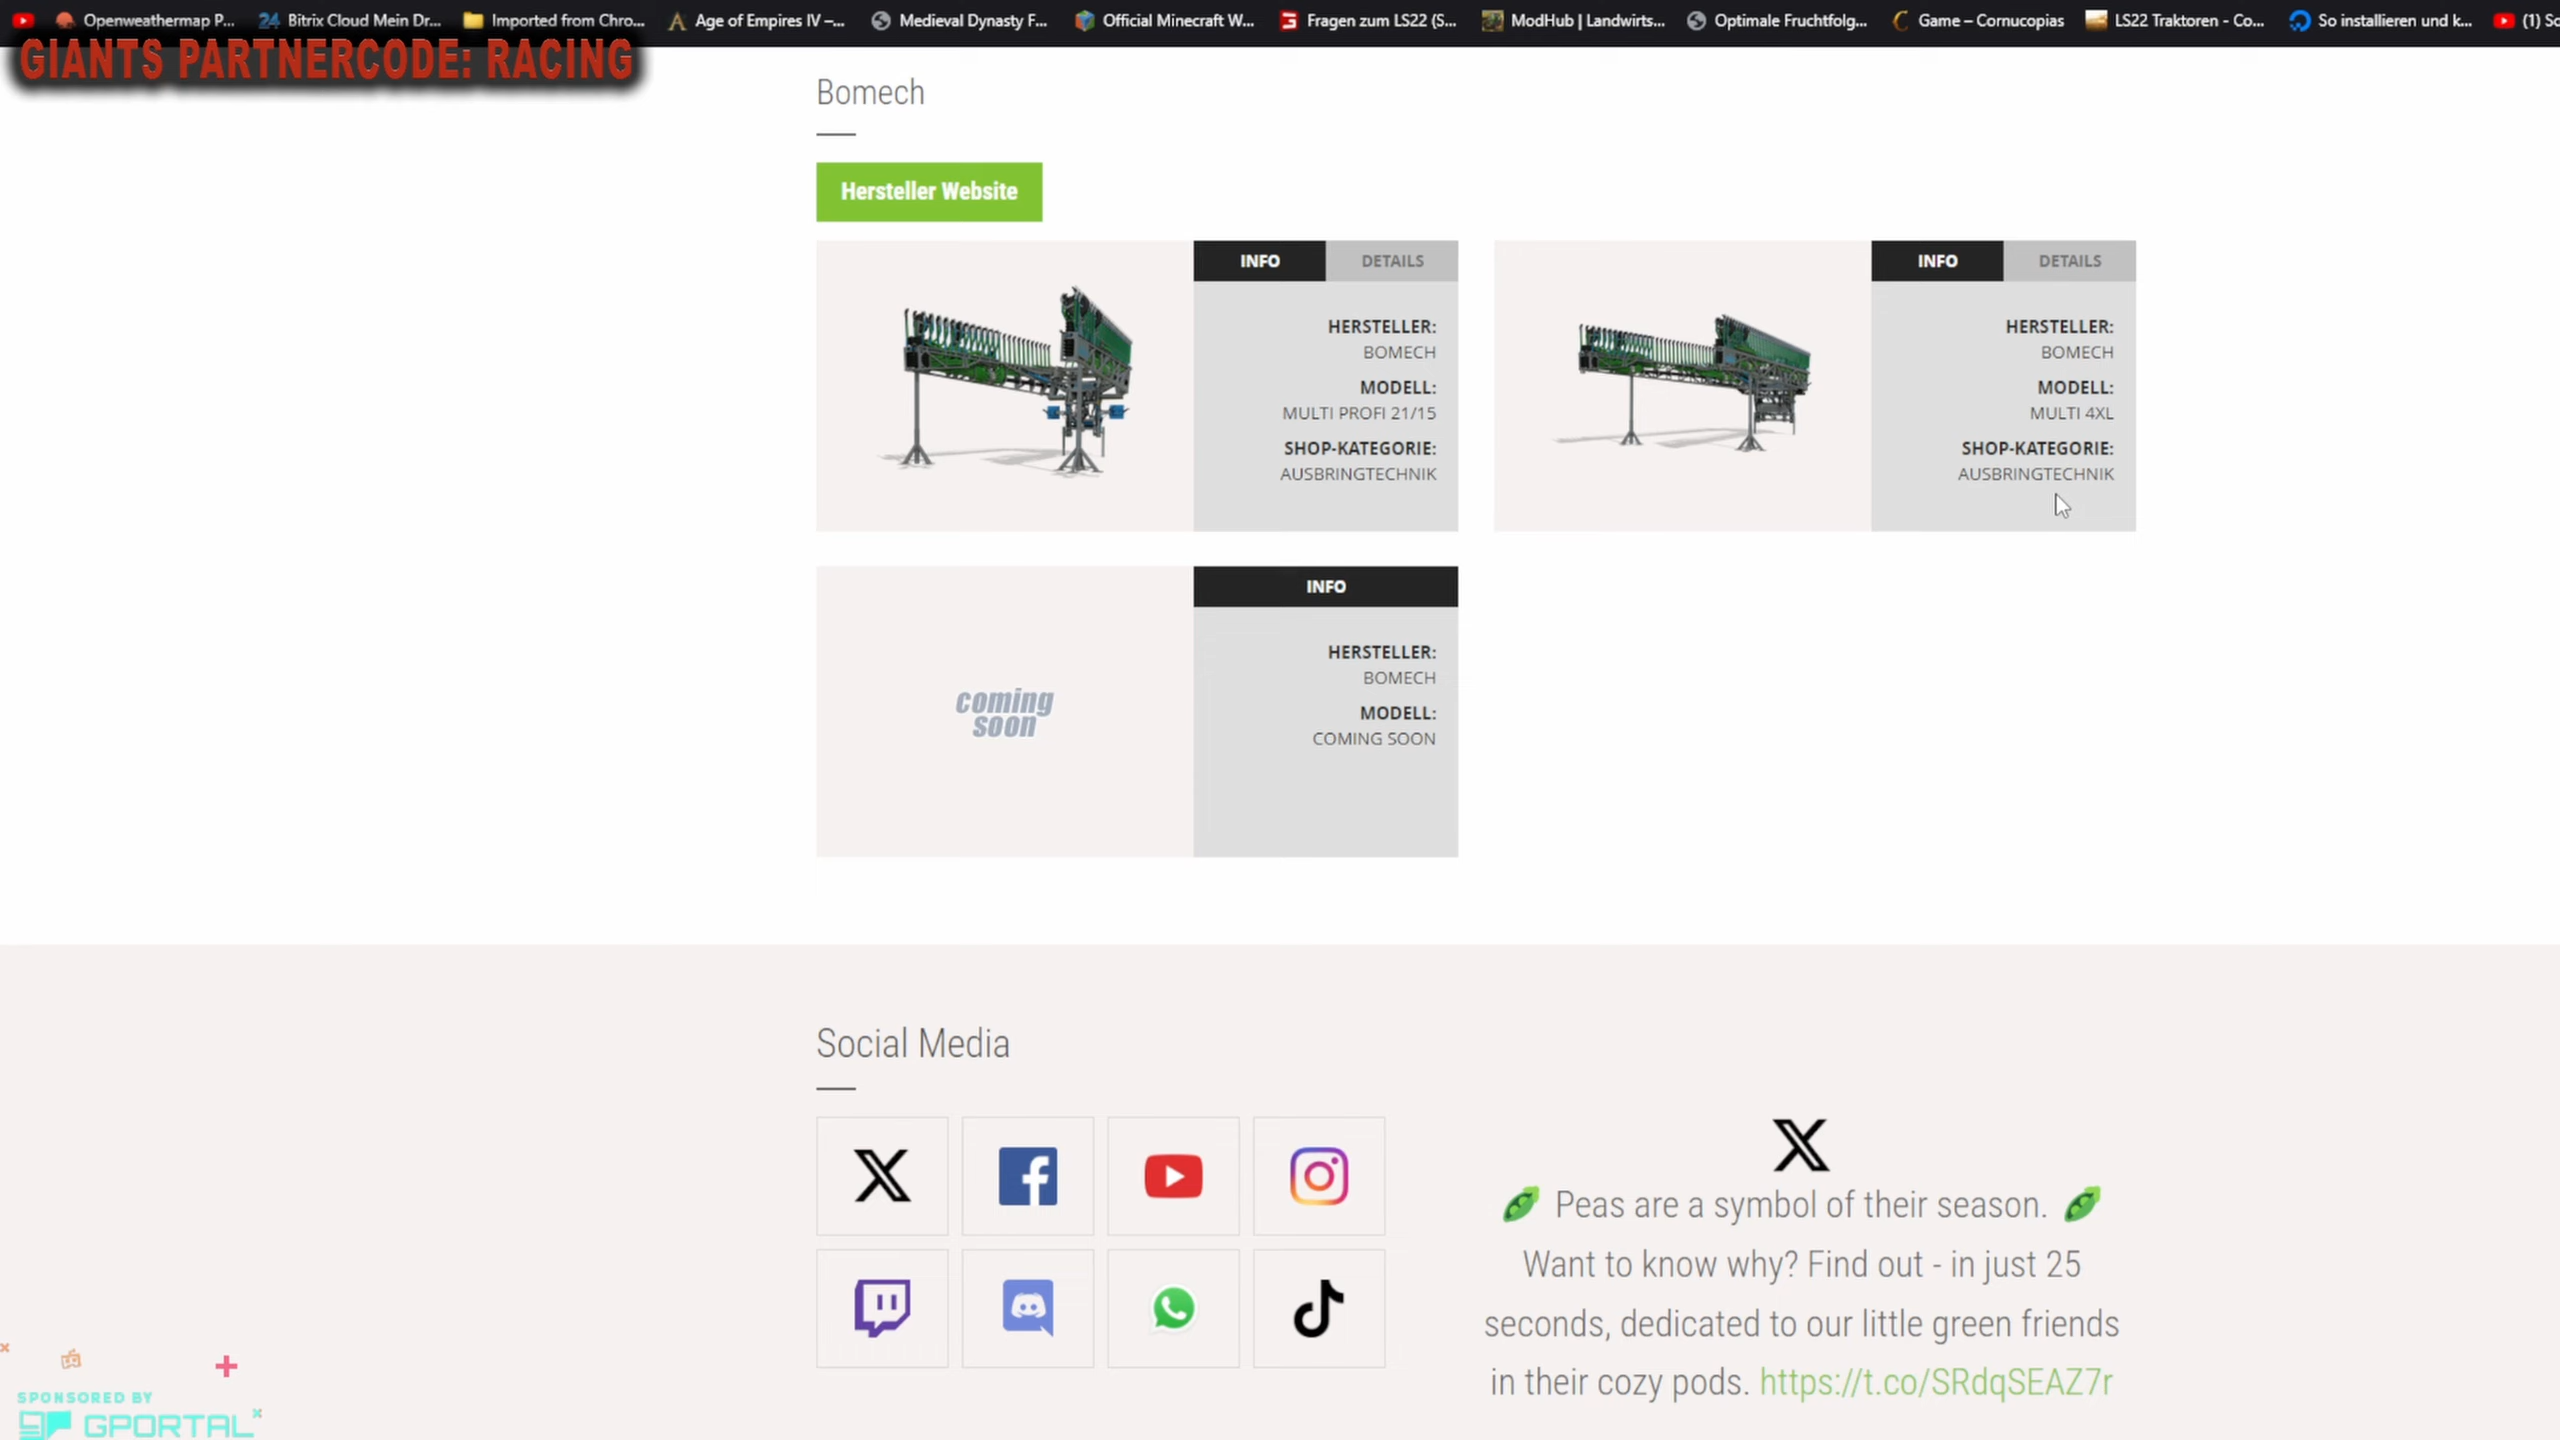 Openweathermap P...
24 Bitrix Cloud Mein Dr...
Imported from Chro...
Age of Empires IV –...
Medieval Dynasty F...
Official Minecraft W...
Fragen zum LS22 (S...
ModHub | Landwirts...
Optimale Fruchtfolg...
Game – Cornucopias
LS22 Traktoren - Co...
So installieren und k...
(1) Sc
GIANTS PARTNERCODE: RACING
Bomech
Hersteller Website
INFO DETAILS
HERSTELLER:
BOMECH
MODELL:
MULTI PROFI 21/15
SHOP-KATEGORIE:
AUSBRINGTECHNIK
INFO DETAILS
HERSTELLER:
BOMECH
MODELL:
MULTI 4XL
SHOP-KATEGORIE:
AUSBRINGTECHNIK
coming
soon
INFO
HERSTELLER:
BOMECH
MODELL:
COMING SOON
Social Media
Peas are a symbol of their season.
Want to know why? Find out - in just 25
seconds, dedicated to our little green friends
in their cozy pods. https://t.co/SRdqSEAZ7r
SPONSORED BY
GPORTAL